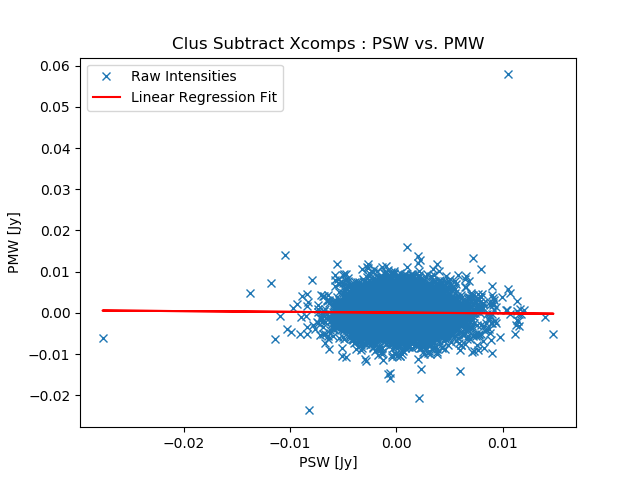 Clus Subtract Xcomps : PSW vs. PMW
Raw Intensities
Linear Regression Fit
0.06
0.05
0.04
0.03
0.02
0.01
0.00
−0.01
−0.02
PMW [Jy]
−0.02
−0.01
0.00
0.01
PSW [Jy]